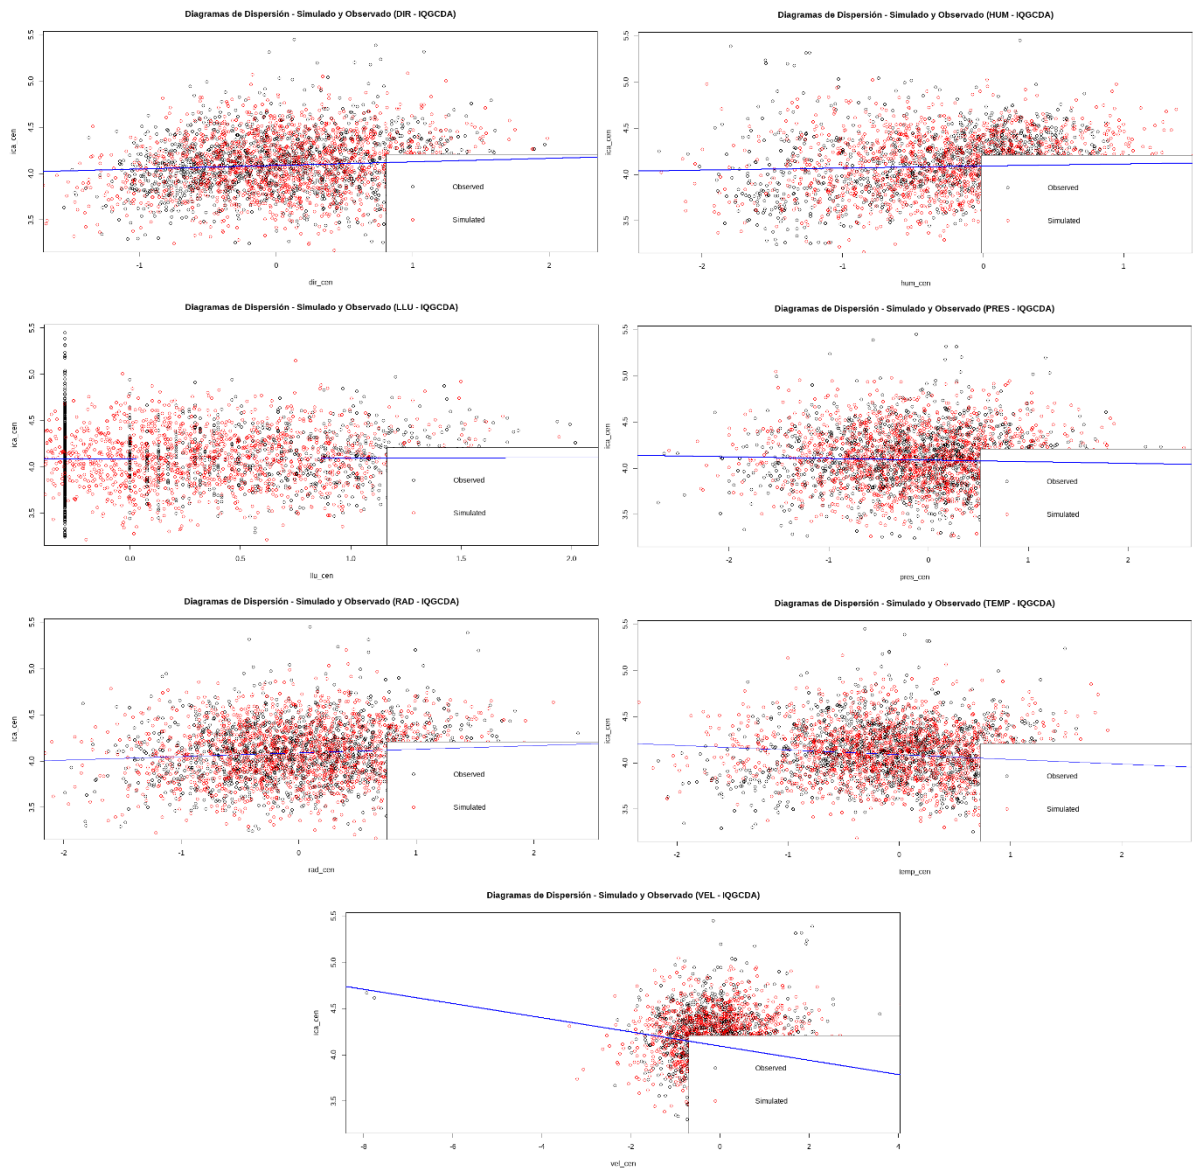 Diagramas de Dispersión - Simulado y Observado (DIR - IQGCDA)
ica_cen
5.5
5.0
4.5
4.0
3.5
Observed
Simulated
-1
0
1
2
dir_cen
Diagramas de Dispersión - Simulado y Observado (HUM - IQGCDA)
ica_cen
5.5
5.0
4.5
4.0
3.5
Observed
Simulated
-2
-1
0
1
hum_cen
Diagramas de Dispersión - Simulado y Observado (LLU - IQGCDA)
ica_cen
5.5
5.0
4.5
4.0
3.5
Observed
Simulated
0.0
0.5
1.0
1.5
2.0
llu_cen
Diagramas de Dispersión - Simulado y Observado (PRES - IQGCDA)
ica_cen
5.5
5.0
4.5
4.0
3.5
Observed
Simulated
-2
-1
0
1
2
pres_cen
Diagramas de Dispersión - Simulado y Observado (RAD - IQGCDA)
ica_cen
5.5
5.0
4.5
4.0
3.5
Observed
Simulated
-2
-1
0
1
2
rad_cen
Diagramas de Dispersión - Simulado y Observado (TEMP - IQGCDA)
ica_cen
5.5
5.0
4.5
4.0
3.5
Observed
Simulated
-2
-1
0
1
2
temp_cen
Diagramas de Dispersión - Simulado y Observado (VEL - IQGCDA)
ica_cen
5.5
5.0
4.5
4.0
3.5
Observed
Simulated
-8
-6
-4
-2
0
2
4
vel_cen